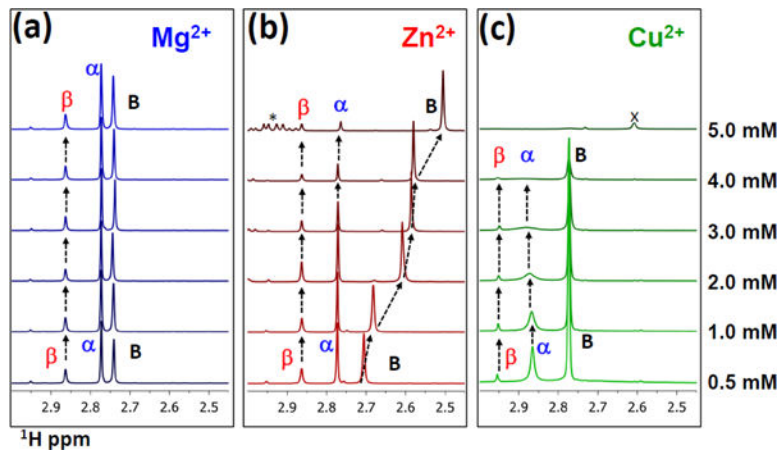 (a) Mg2+
(b) Zn2+
(c) Cu2+
β α B
* β α B
x
β α B
5.0 mM
4.0 mM
3.0 mM
2.0 mM
1.0 mM
0.5 mM
β α B
β α B
β α B
2.9 2.8 2.7 2.6 2.5
2.9 2.8 2.7 2.6 2.5
2.9 2.8 2.7 2.6 2.5
¹H ppm